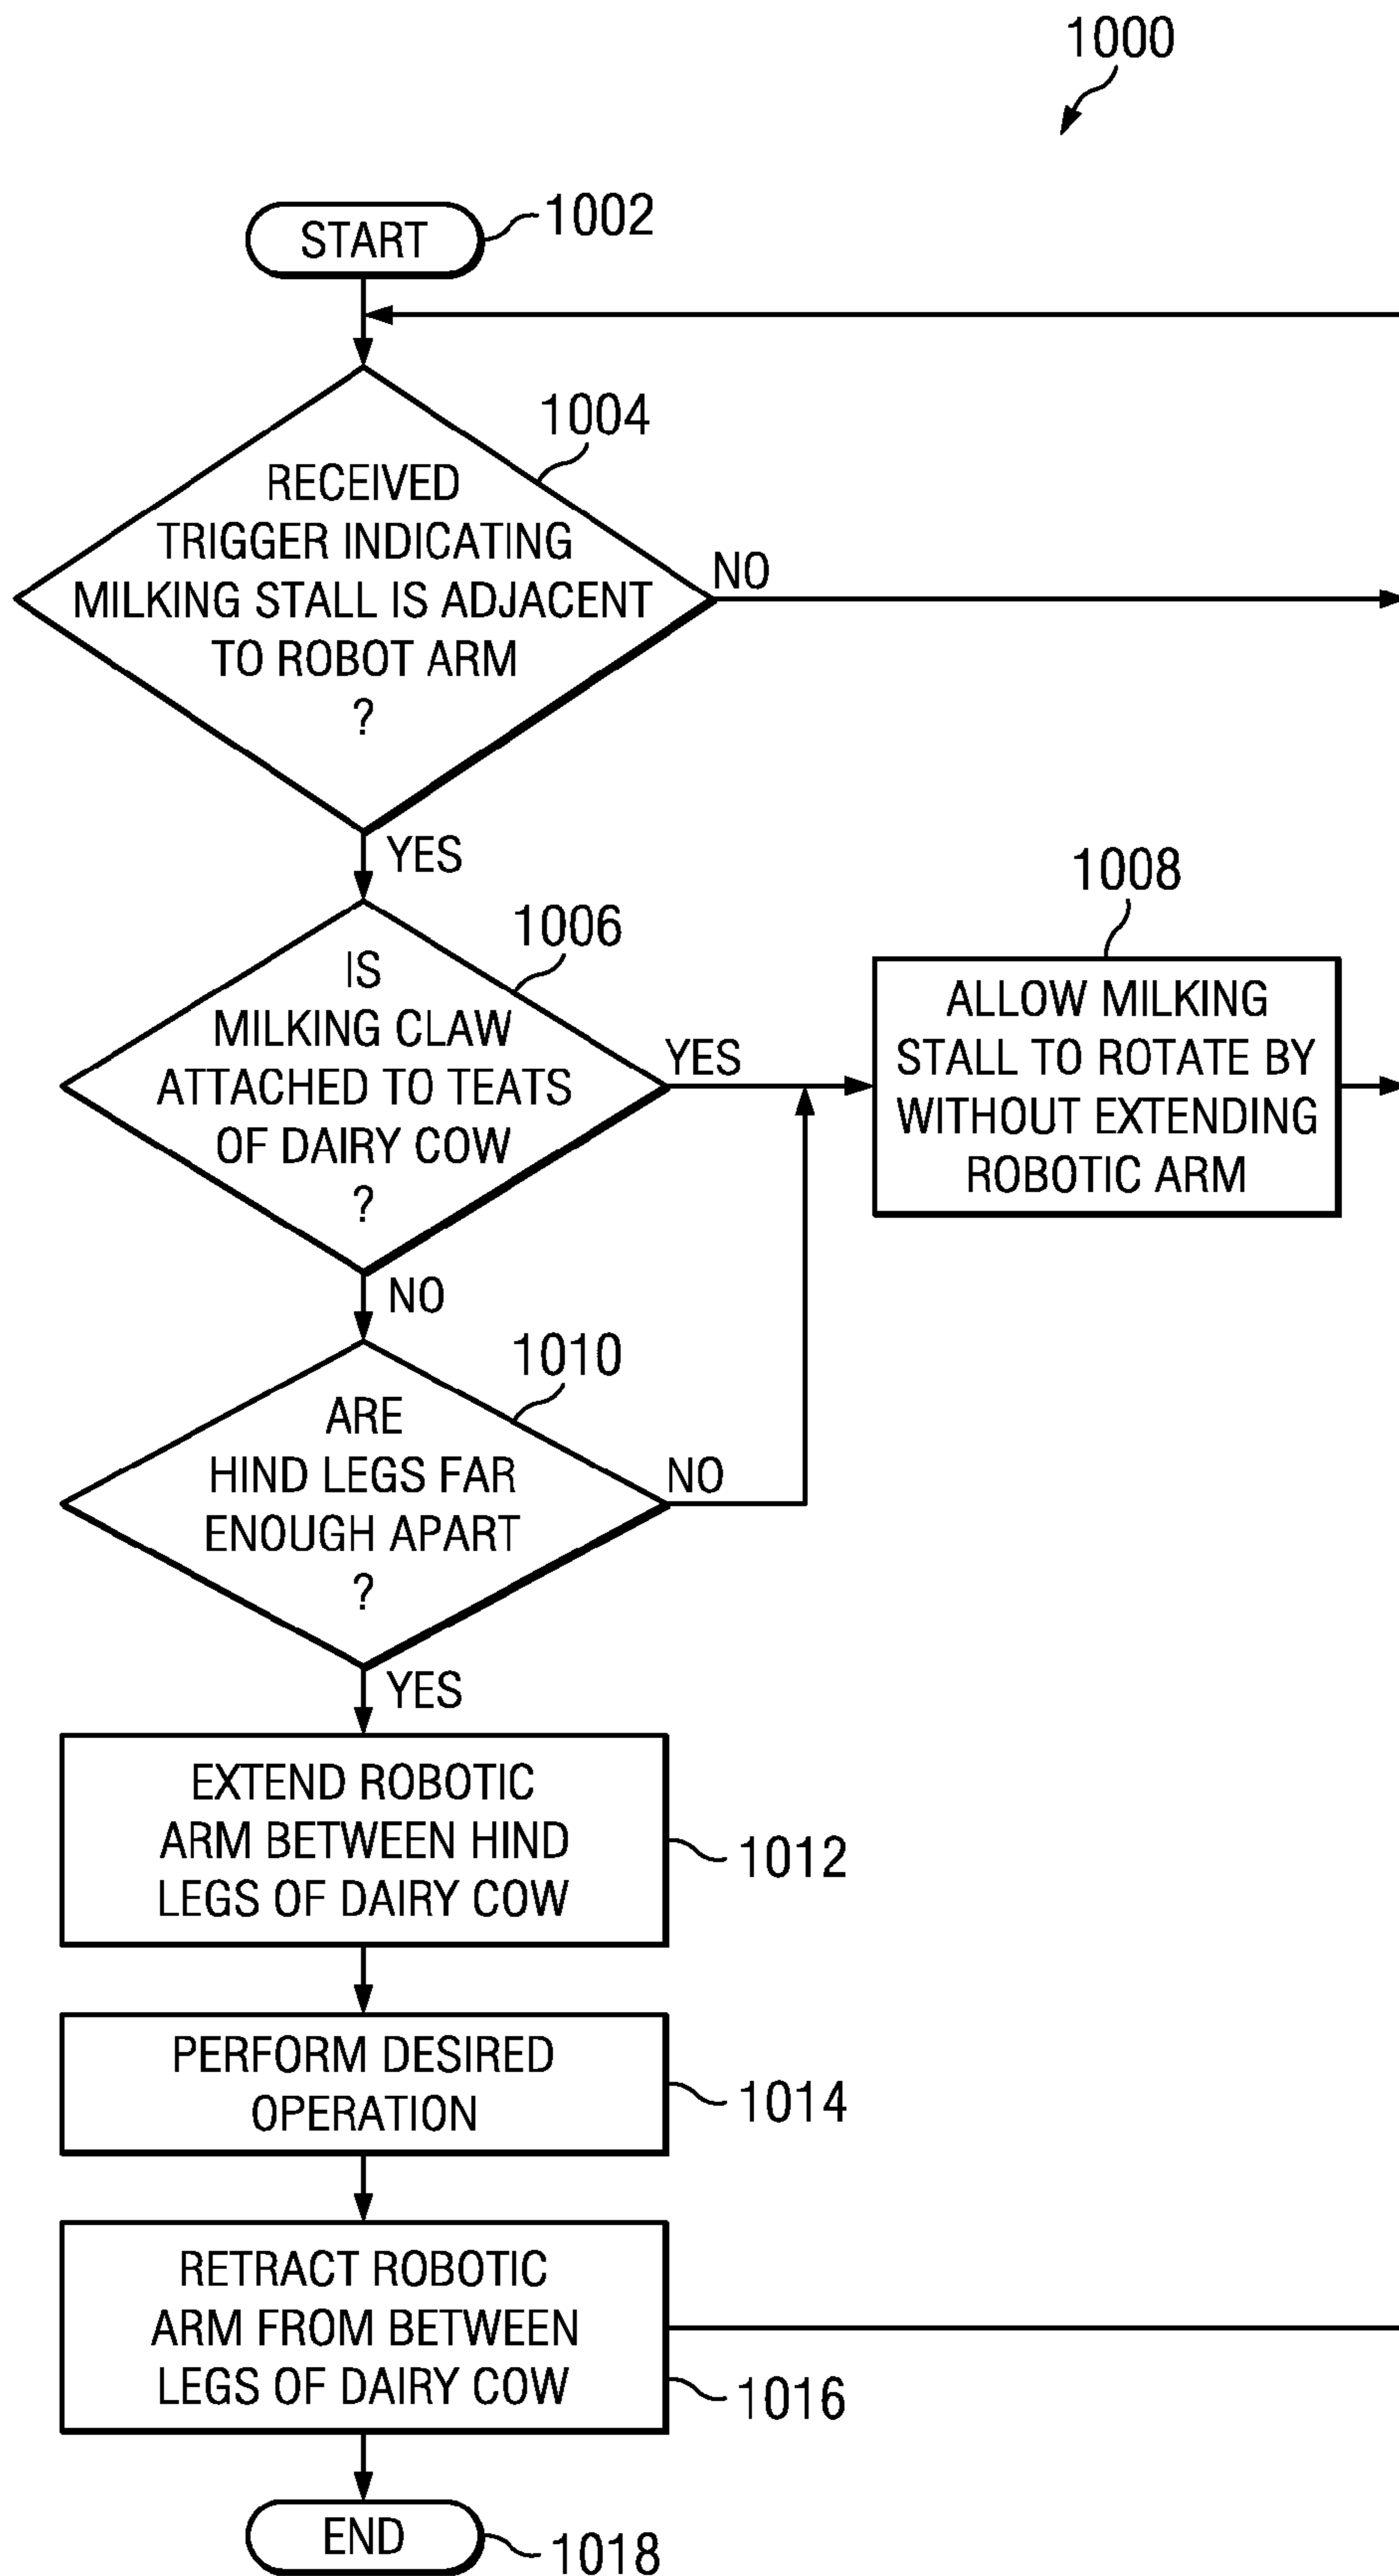 1000
START
1002
1004
RECEIVED
TRIGGER INDICATING
MILKING STALL IS ADJACENT
TO ROBOT ARM
?
NO
YES
1006
IS
MILKING CLAW
ATTACHED TO TEATS
OF DAIRY COW
?
YES
1008
ALLOW MILKING
STALL TO ROTATE BY
WITHOUT EXTENDING
ROBOTIC ARM
NO
1010
ARE
HIND LEGS FAR
ENOUGH APART
?
NO
YES
EXTEND ROBOTIC
ARM BETWEEN HIND
LEGS OF DAIRY COW
1012
PERFORM DESIRED
OPERATION
1014
RETRACT ROBOTIC
ARM FROM BETWEEN
LEGS OF DAIRY COW
1016
END
1018